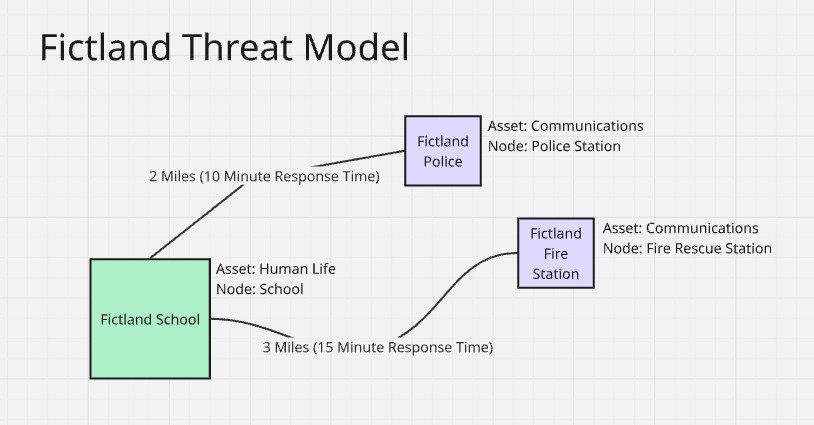 Fictland Threat Model
Fictland
Police
Asset: Communications
Node: Police Station
2 Miles (10 Minute Response Time)
Fictland
Fire
Station
Asset: Communications
Node: Fire Rescue Station
Asset: Human Life
Node: School
Fictland School
3 Miles (15 Minute Response Time)